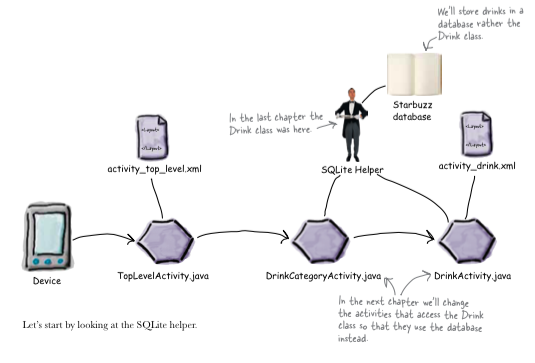 We'll store drinks in a
database rather the
Drink class.
Starbuzz
database
In the last chapter the
Drink class was here.
<Layout>
</Layout>
activity_top_level.xml
SQLite Helper
<Layout>
</Layout>
activity_drink.xml
Device
TopLevelActivity.java
DrinkCategoryActivity.java
DrinkActivity.java
In the next chapter we'll change
the activities that access the Drink
class so that they use the database
instead.
Let's start by looking at the SQLite helper.